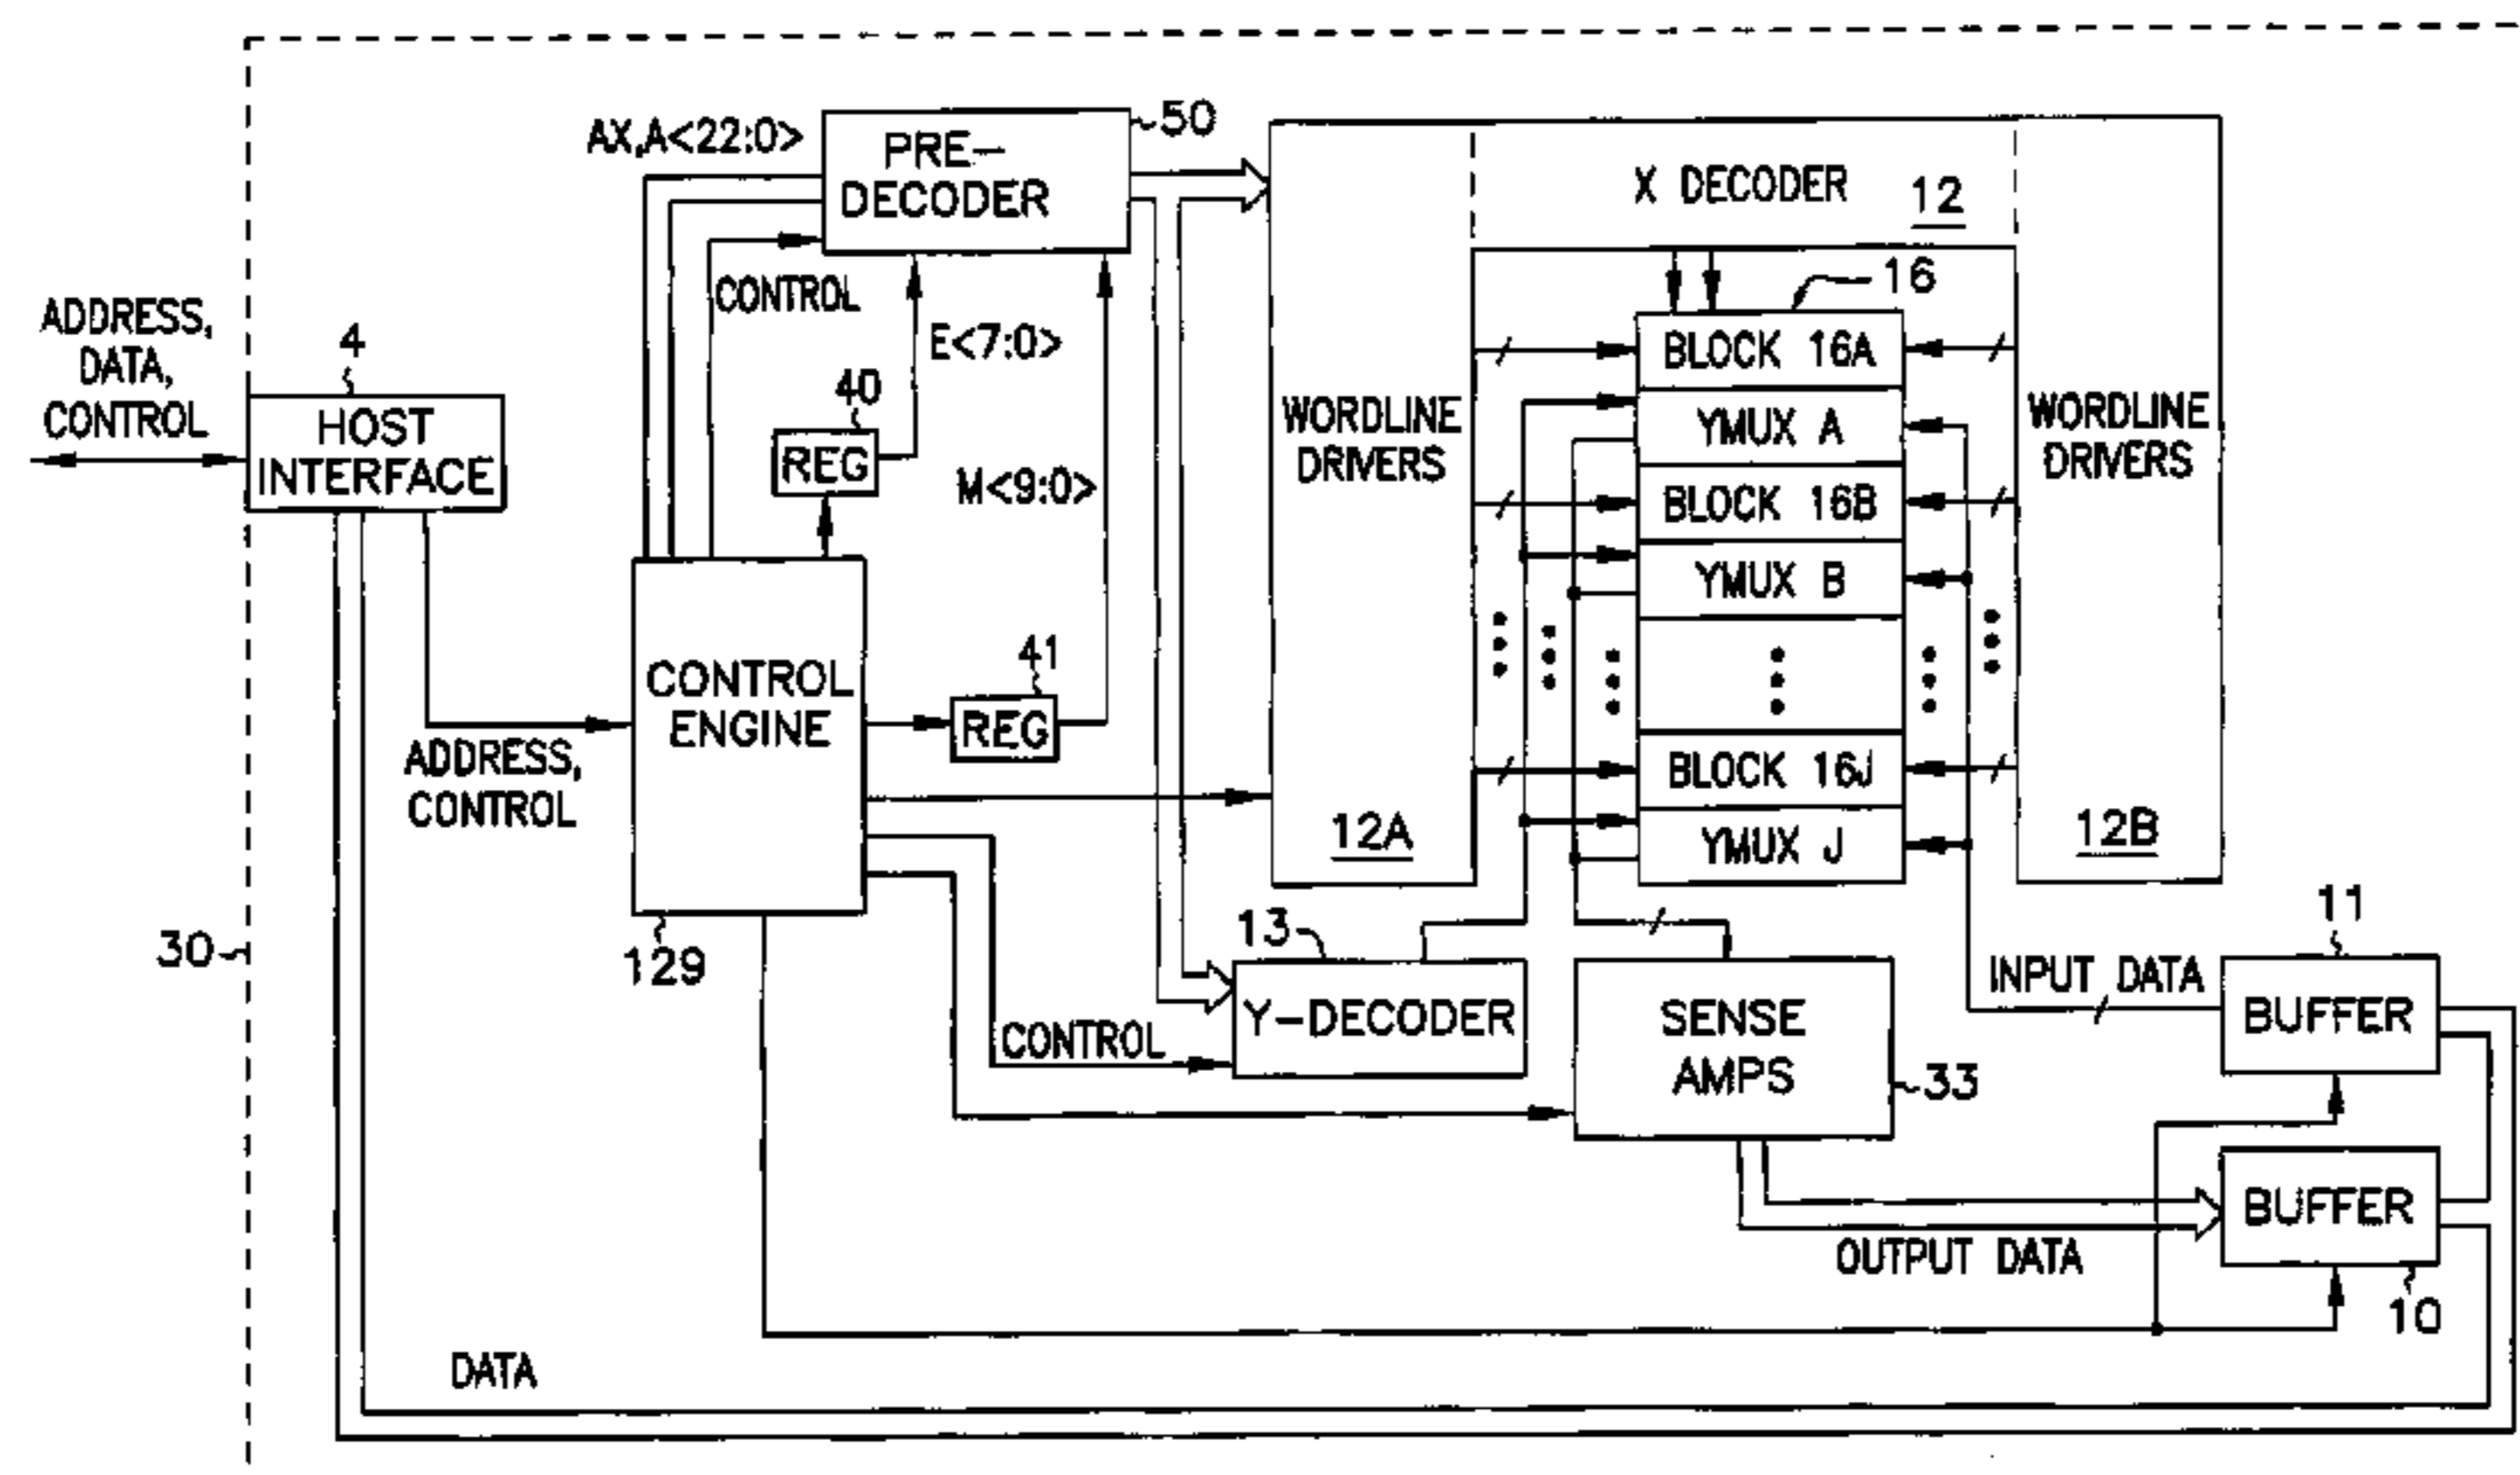 AX,A<22:0>
PRE-
DECODER
50
X DECODER
12
CONTROL
16
ADDRESS,
DATA,
CONTROL
4
HOST
INTERFACE
E<7:0>
40
REG
M<9:0>
WORDLINE
DRIVERS
BLOCK 16A
YMUX A
BLOCK 16B
YMUX B
WORDLINE
DRIVERS
CONTROL
ENGINE
41
REG
ADDRESS,
CONTROL
BLOCK 16J
YMUX J
12A
12B
30
129
13
Y-DECODER
CONTROL
SENSE
AMPS
33
INPUT DATA
11
BUFFER
BUFFER
OUTPUT DATA
10
DATA